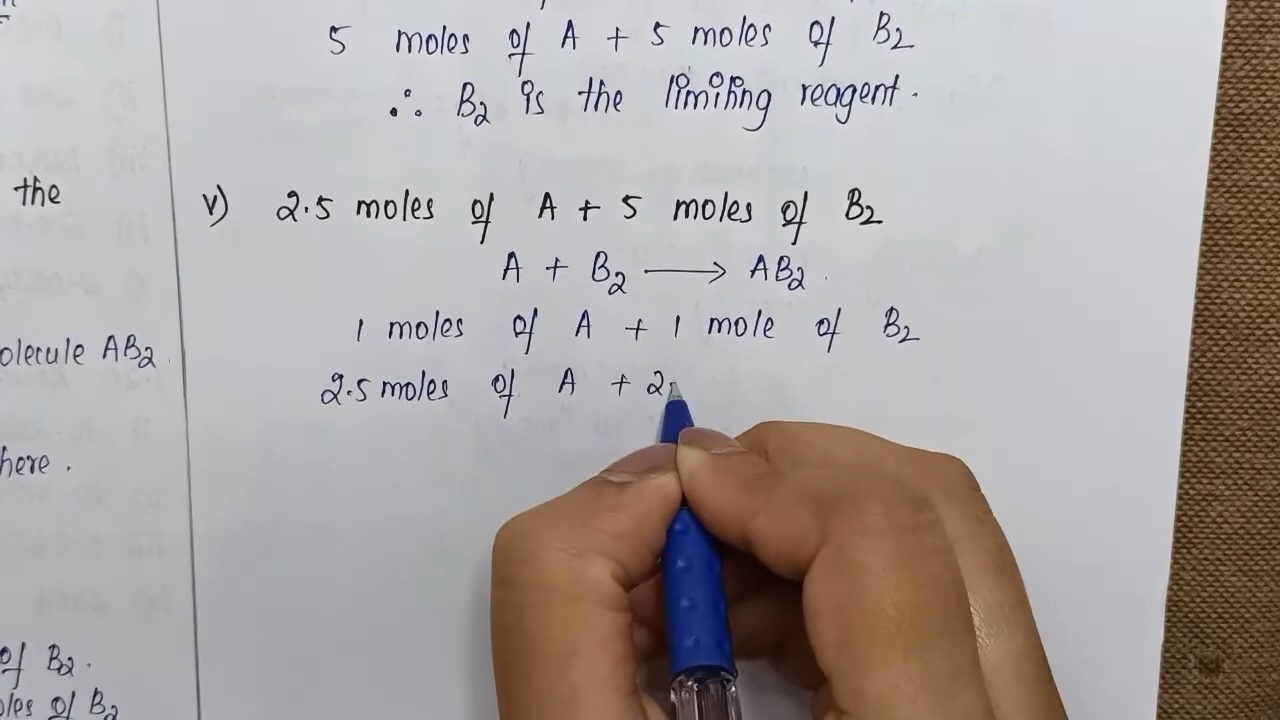 5 moles of A + 5 moles of B2
∴ B2 is the limiting reagent.
the
v) 2.5 moles of A + 5 moles of B2
A + B2 ⟶ AB2.
1 moles of A + 1 mole of B2
olecule AB2.
2.5 moles of A + 2.
here.
of B2.
oles of B2